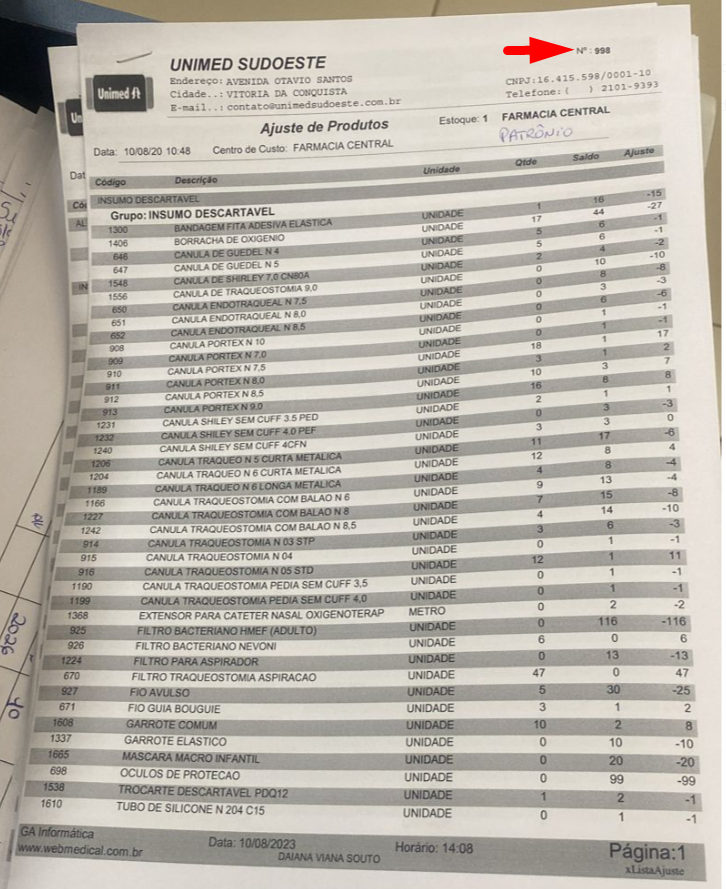 Nº : 998
Unimed
UNIMED SUDOESTE
Endereço: AVENIDA OTAVIO SANTOS
Cidade..: VITORIA DA CONQUISTA
E-mail..: contato@unimedsudoeste.com.br
CNPJ:16.415.598/0001-10
Telefone:( ) 2101-9393
Ajuste de Produtos
Estoque: 1 FARMACIA CENTRAL
PATRÔNIO
Data: 10/08/20 10:48 Centro de Custo: FARMACIA CENTRAL
Código Descrição Unidade Qtde Saldo Ajuste
INSUMO DESCARTAVEL
Grupo: INSUMO DESCARTAVEL
1300 BANDAGEM FITA ADESIVA ELASTICA UNIDADE 1 16 -15
1406 BORRACHA DE OXIGENIO UNIDADE 17 44 -27
646 CANULA DE GUEDEL N 4 UNIDADE 5 6 -1
647 CANULA DE GUEDEL N 5 UNIDADE 5 6 -1
1548 CANULA DE SHIRLEY 7,0 CN80A UNIDADE 2 4 -2
1556 CANULA DE TRAQUEOSTOMIA 9,0 UNIDADE 0 10 -10
650 CANULA ENDOTRAQUEAL N 7,5 UNIDADE 0 8 -8
651 CANULA ENDOTRAQUEAL N 8,0 UNIDADE 0 3 -3
652 CANULA ENDOTRAQUEAL N 8,5 UNIDADE 0 6 -6
908 CANULA PORTEX N 10 UNIDADE 0 1 -1
909 CANULA PORTEX N 7,0 UNIDADE 0 1 -1
910 CANULA PORTEX N 7,5 UNIDADE 18 1 17
911 CANULA PORTEX N 8,0 UNIDADE 3 1 2
912 CANULA PORTEX N 8,5 UNIDADE 10 3 7
913 CANULA PORTEX N 9,0 UNIDADE 16 8 8
1231 CANULA SHILEY SEM CUFF 3.5 PED UNIDADE 2 1 1
1232 CANULA SHILEY SEM CUFF 4.0 PEF UNIDADE 0 3 -3
1240 CANULA SHILEY SEM CUFF 4CFN UNIDADE 3 3 0
1206 CANULA TRAQUEO N 5 CURTA METALICA UNIDADE 11 17 -6
1204 CANULA TRAQUEO N 6 CURTA METALICA UNIDADE 12 8 4
1189 CANULA TRAQUEO N 6 LONGA METALICA UNIDADE 4 8 -4
1166 CANULA TRAQUEOSTOMIA COM BALAO N 6 UNIDADE 9 13 -4
1227 CANULA TRAQUEOSTOMIA COM BALAO N 8 UNIDADE 7 15 -8
1242 CANULA TRAQUEOSTOMIA COM BALAO N 8,5 UNIDADE 4 14 -10
914 CANULA TRAQUEOSTOMIA N 03 STP UNIDADE 3 6 -3
915 CANULA TRAQUEOSTOMIA N 04 UNIDADE 0 1 -1
916 CANULA TRAQUEOSTOMIA N 05 STD UNIDADE 12 1 11
1190 CANULA TRAQUEOSTOMIA PEDIA SEM CUFF 3,5 UNIDADE 0 1 -1
1199 CANULA TRAQUEOSTOMIA PEDIA SEM CUFF 4,0 UNIDADE 0 1 -1
1368 EXTENSOR PARA CATETER NASAL OXIGENOTERAP METRO 0 2 -2
925 FILTRO BACTERIANO HMEF (ADULTO) UNIDADE 0 116 -116
926 FILTRO BACTERIANO NEVONI UNIDADE 6 0 6
1224 FILTRO PARA ASPIRADOR UNIDADE 0 13 -13
670 FILTRO TRAQUEOSTOMIA ASPIRACAO UNIDADE 47 0 47
927 FIO AVULSO UNIDADE 5 30 -25
671 FIO GUIA BOUGUIE UNIDADE 3 1 2
1608 GARROTE COMUM UNIDADE 10 2 8
1337 GARROTE ELASTICO UNIDADE 0 10 -10
1665 MASCARA MACRO INFANTIL UNIDADE 0 20 -20
698 OCULOS DE PROTECAO UNIDADE 0 99 -99
1538 TROCARTE DESCARTAVEL PDQ12 UNIDADE 1 2 -1
1610 TUBO DE SILICONE N 204 C15 UNIDADE 0 1 -1
GA Informática
www.webmedical.com.br
Data: 10/08/2023
DAIANA VIANA SOUTO
Horário: 14:08
Página:1
xListaAjuste
2026